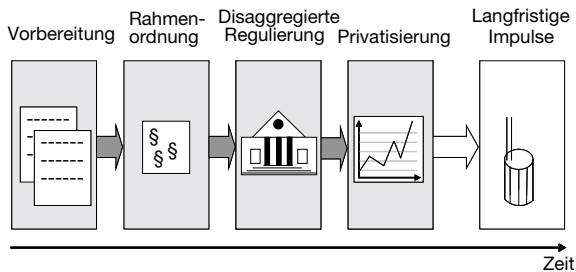 Vorbereitung
Rahmen-
ordnung
Disaggregierte
Regulierung
Privatisierung
Langfristige
Impulse
§
§ §
Zeit